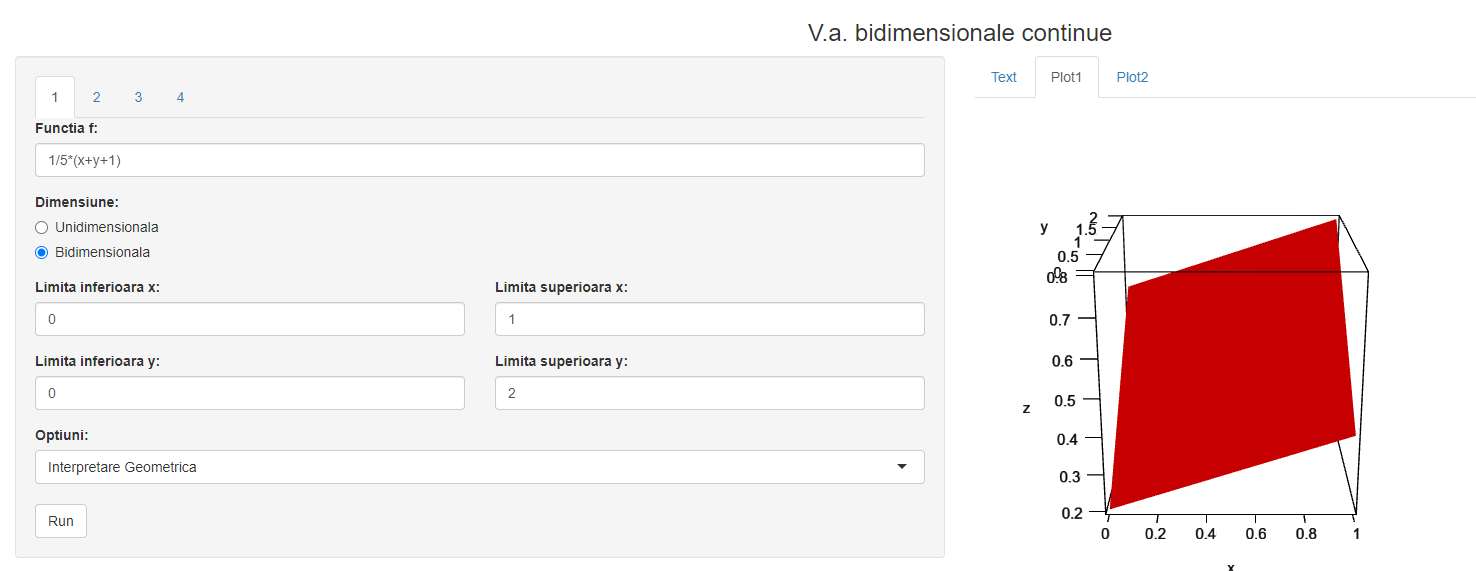 V.a. bidimensionale continue
1 2 3 4
Functia f:
1/5*(x+y+1)
Dimensiune:
Unidimensionala
Bidimensionala
Limita inferioara x: Limita superioara x:
0 1
Limita inferioara y: Limita superioara y:
0 2
Optiuni:
Interpretare Geometrica
Run
Text Plot1 Plot2
y
2
1.5
1
0.5
0
0.8
0.7
0.6
0.5
z
0.4
0.3
0.2
0 0.2 0.4 0.6 0.8 1
x